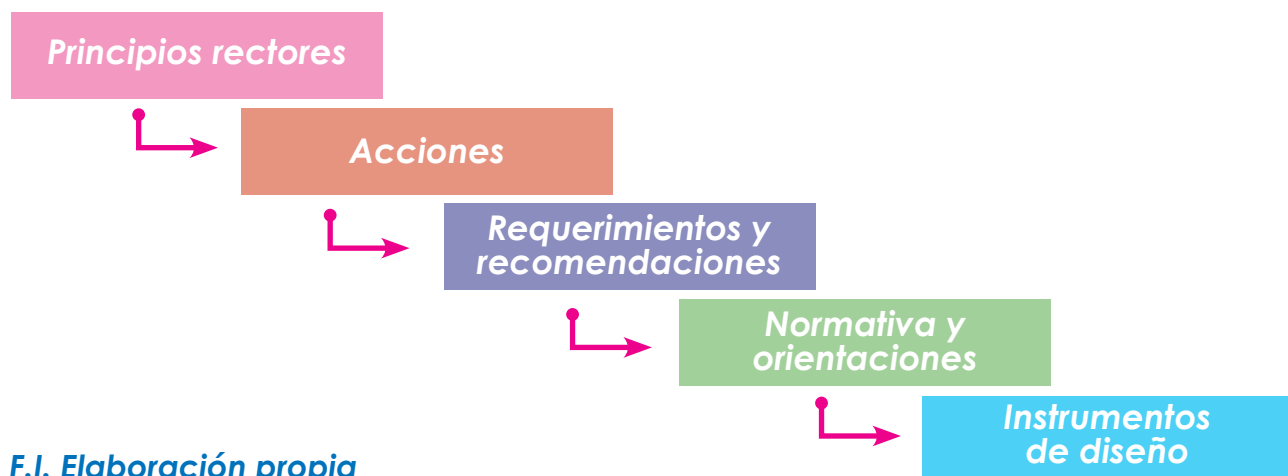 Principios rectores
Acciones
Requerimientos y
recomendaciones
Normativa y
orientaciones
Instrumentos
de diseño
F.I. Elaboración propia